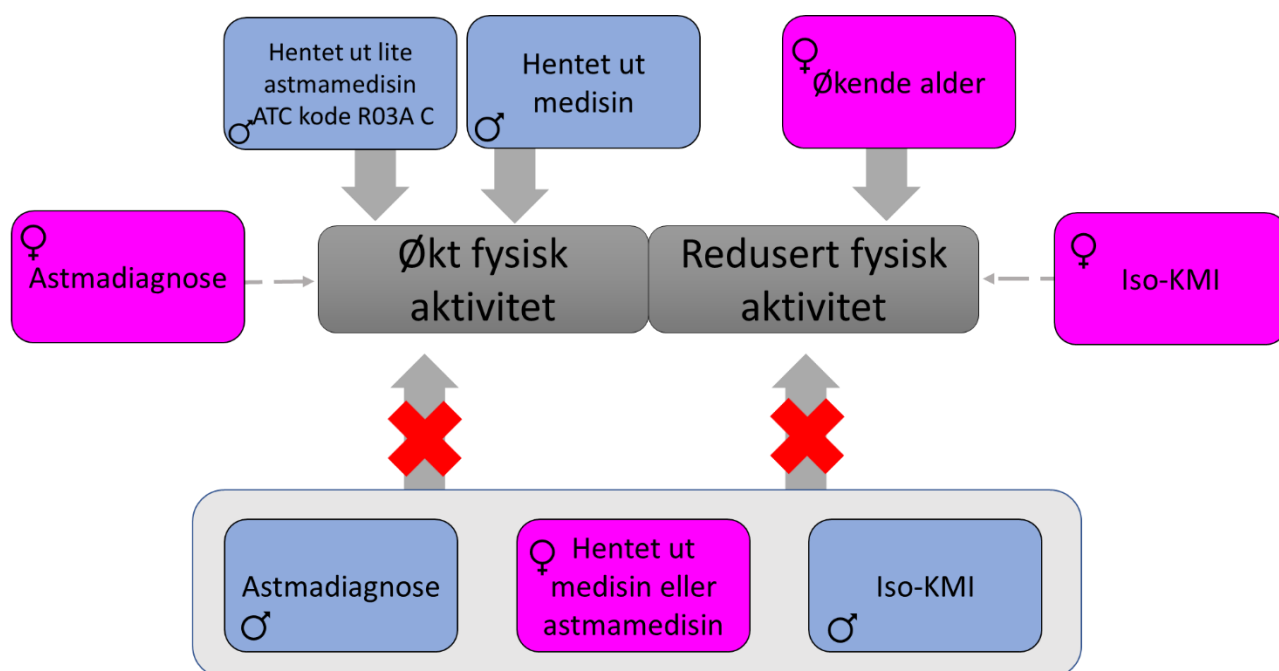 Hentet ut lite
astmamedisin
ATC kode R03A C
♂
Hentet ut
medisin
♂
♀
Økende alder
♀
Astmadiagnose
Økt fysisk
aktivitet
Redusert fysisk
aktivitet
♀
Iso-KMI
Astmadiagnose
♂
♀
Hentet ut
medisin eller
astmamedisin
Iso-KMI
♂